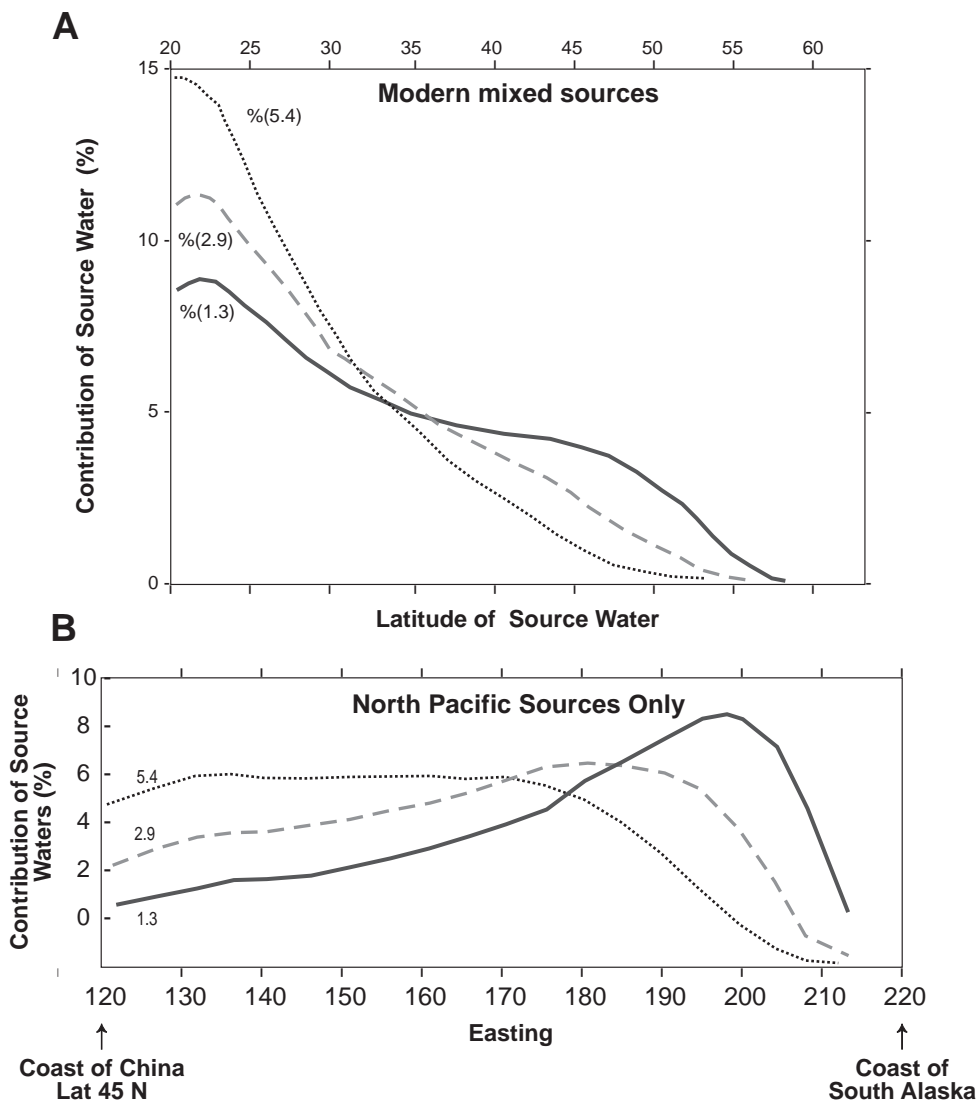 A
20 25 30 35 40 45 50 55 60
15
Modern mixed sources
%(5.4)
10
%(2.9)
%(1.3)
5
0
Contribution of Source Water (%)
Latitude of Source Water
B
10
North Pacific Sources Only
8
6
5.4
4
2.9
2
0
1.3
Contribution of Source
Waters (%)
120 130 140 150 160 170 180 190 200 210 220
Easting
Coast of China
Lat 45 N
Coast of
South Alaska